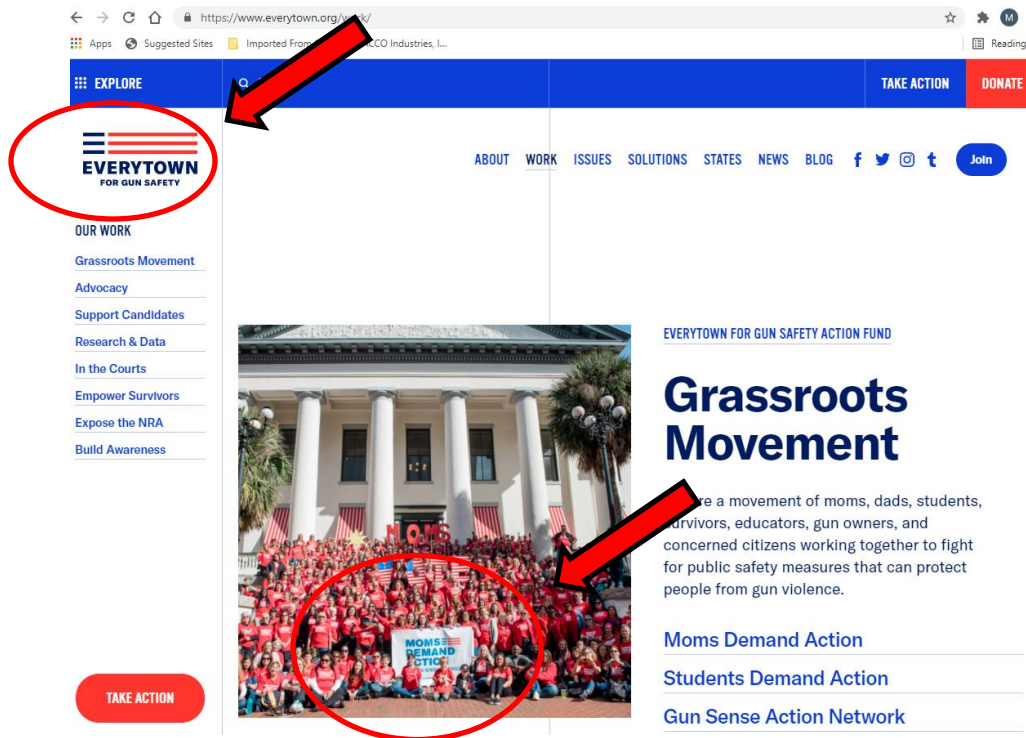 https://www.everytown.org/work/
M
Apps Suggested Sites Imported From CCO Industries, I...
Reading
EXPLORE
TAKE ACTION
DONATE
EVERYTOWN
FOR GUN SAFETY
ABOUT WORK ISSUES SOLUTIONS STATES NEWS BLOG
Join
OUR WORK
Grassroots Movement
Advocacy
Support Candidates
Research & Data
In the Courts
Empower Survivors
Expose the NRA
Build Awareness
TAKE ACTION
MOMS
MOMS
DEMAND
ACTION
EVERYTOWN FOR GUN SAFETY ACTION FUND
Grassroots
Movement
re a movement of moms, dads, students,
survivors, educators, gun owners, and
concerned citizens working together to fight
for public safety measures that can protect
people from gun violence.
Moms Demand Action
Students Demand Action
Gun Sense Action Network